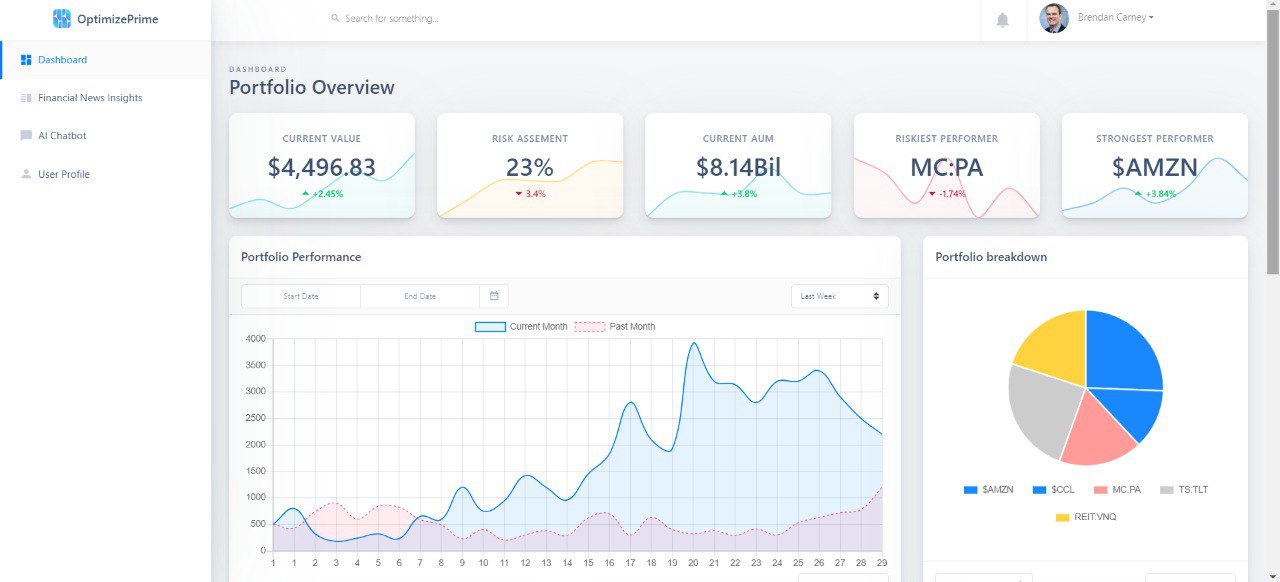 OptimizePrime
Search for something...
Brendan Carney
Dashboard
Financial News Insights
AI Chatbot
User Profile
DASHBOARD
Portfolio Overview
CURRENT VALUE
$4,496.83
+2.45%
RISK ASSEMENT
23%
3.4%
CURRENT AUM
$8.14Bil
+3.8%
RISKIEST PERFORMER
MC:PA
-1.74%
STRONGEST PERFORMER
$AMZN
+3.84%
Portfolio Performance
Start Date End Date Last Week
Current Month Past Month
4000
3500
3000
2500
2000
1500
1000
500
0
1 1 2 3 4 5 6 7 8 9 10 11 12 13 14 15 16 17 18 19 20 21 22 23 24 25 26 27 28 29
Portfolio breakdown
$AMZN $CCL MC.PA TS:TLT
REIT:VNQ